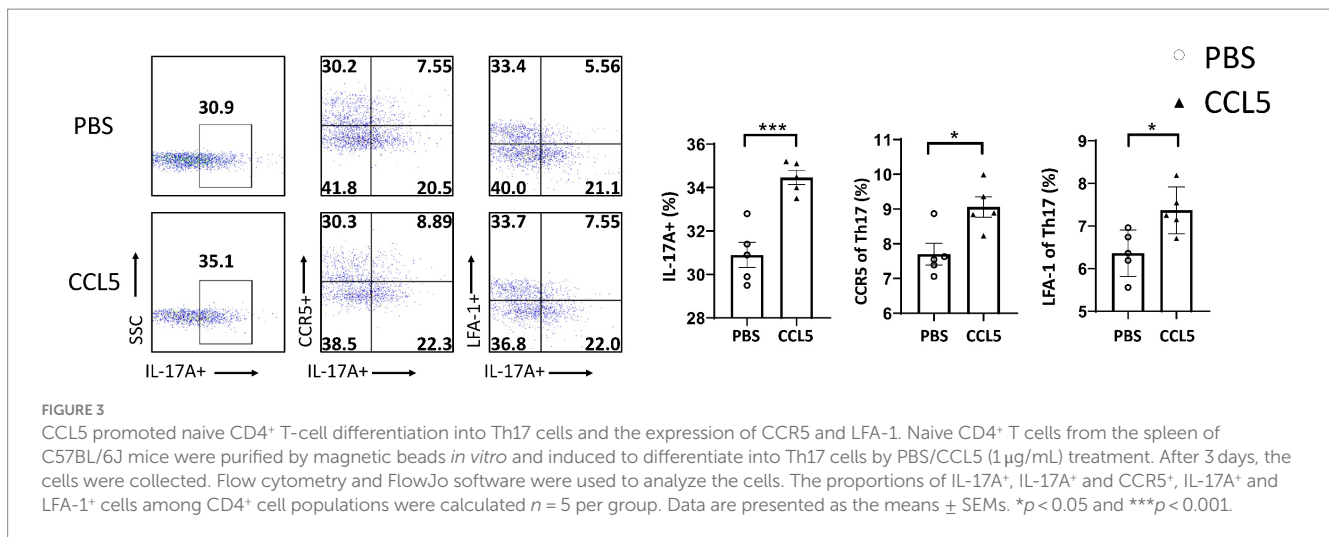 PBS
30.9
30.2 7.55
41.8 20.5
33.4 5.56
40.0 21.1
CCL5
SSC
35.1
IL-17A+
CCR5+
30.3 8.89
38.5 22.3
IL-17A+
LFA-1+
33.7 7.55
36.8 22.0
IL-17A+
○ PBS
▲ CCL5
IL-17A+ (%)
36
34
32
30
28
***
PBS CCL5
CCR5 of Th17 (%)
11
10
9
8
7
6
*
PBS CCL5
LFA-1 of Th17 (%)
9
8
7
6
5
*
PBS CCL5
FIGURE 3
CCL5 promoted naive CD4⁺ T-cell differentiation into Th17 cells and the expression of CCR5 and LFA-1. Naive CD4⁺ T cells from the spleen of
C57BL/6J mice were purified by magnetic beads in vitro and induced to differentiate into Th17 cells by PBS/CCL5 (1 μg/mL) treatment. After 3 days, the
cells were collected. Flow cytometry and FlowJo software were used to analyze the cells. The proportions of IL-17A⁺, IL-17A⁺ and CCR5⁺, IL-17A⁺ and
LFA-1⁺ cells among CD4⁺ cell populations were calculated n = 5 per group. Data are presented as the means ± SEMs. *p < 0.05 and ***p < 0.001.